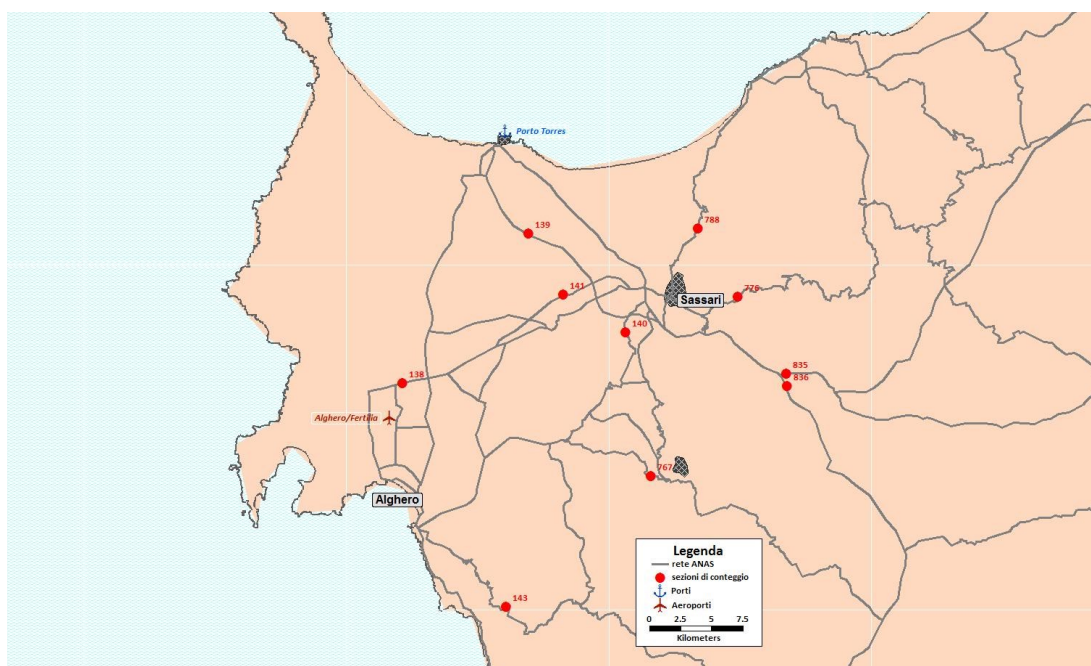 Porto Torres
788
139
141
776
Sassari
140
835
836
138
Alghero/Fertilia
767
Alghero
143
Legenda
rete ANAS
sezioni di conteggio
Porti
Aeroporti
0 2.5 5 7.5
Kilometers